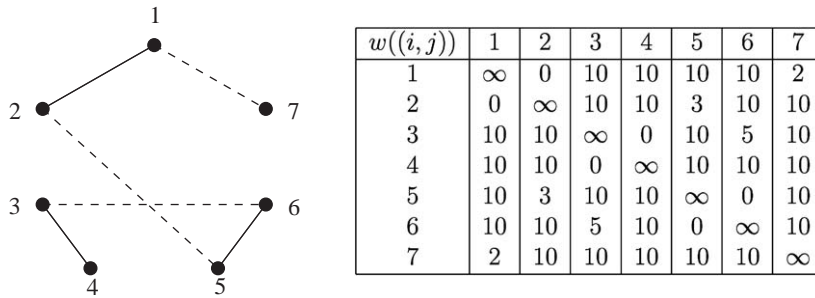 1
2
7
3
6
4
5
w((i, j)) 1 2 3 4 5 6 7
1 ∞ 0 10 10 10 10 2
2 0 ∞ 10 10 3 10 10
3 10 10 ∞ 0 10 5 10
4 10 10 0 ∞ 10 10 10
5 10 3 10 10 ∞ 0 10
6 10 10 5 10 0 ∞ 10
7 2 10 10 10 10 10 ∞